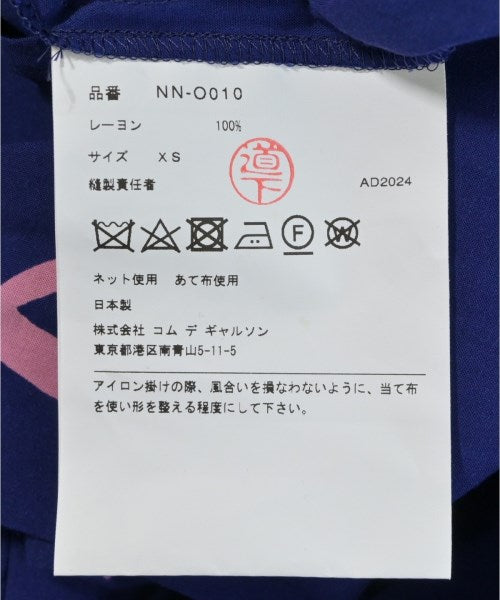 品番 NN-O010
レーヨン 100%
サイズ XS
縫製責任者 道下 AD2024
F W
ネット使用 あて布使用
日本製
株式会社 コム デ ギャルソン
東京都港区南青山5-11-5
アイロン掛けの際、風合いを損なわないように、当て布
を使い形を整える程度にして下さい。